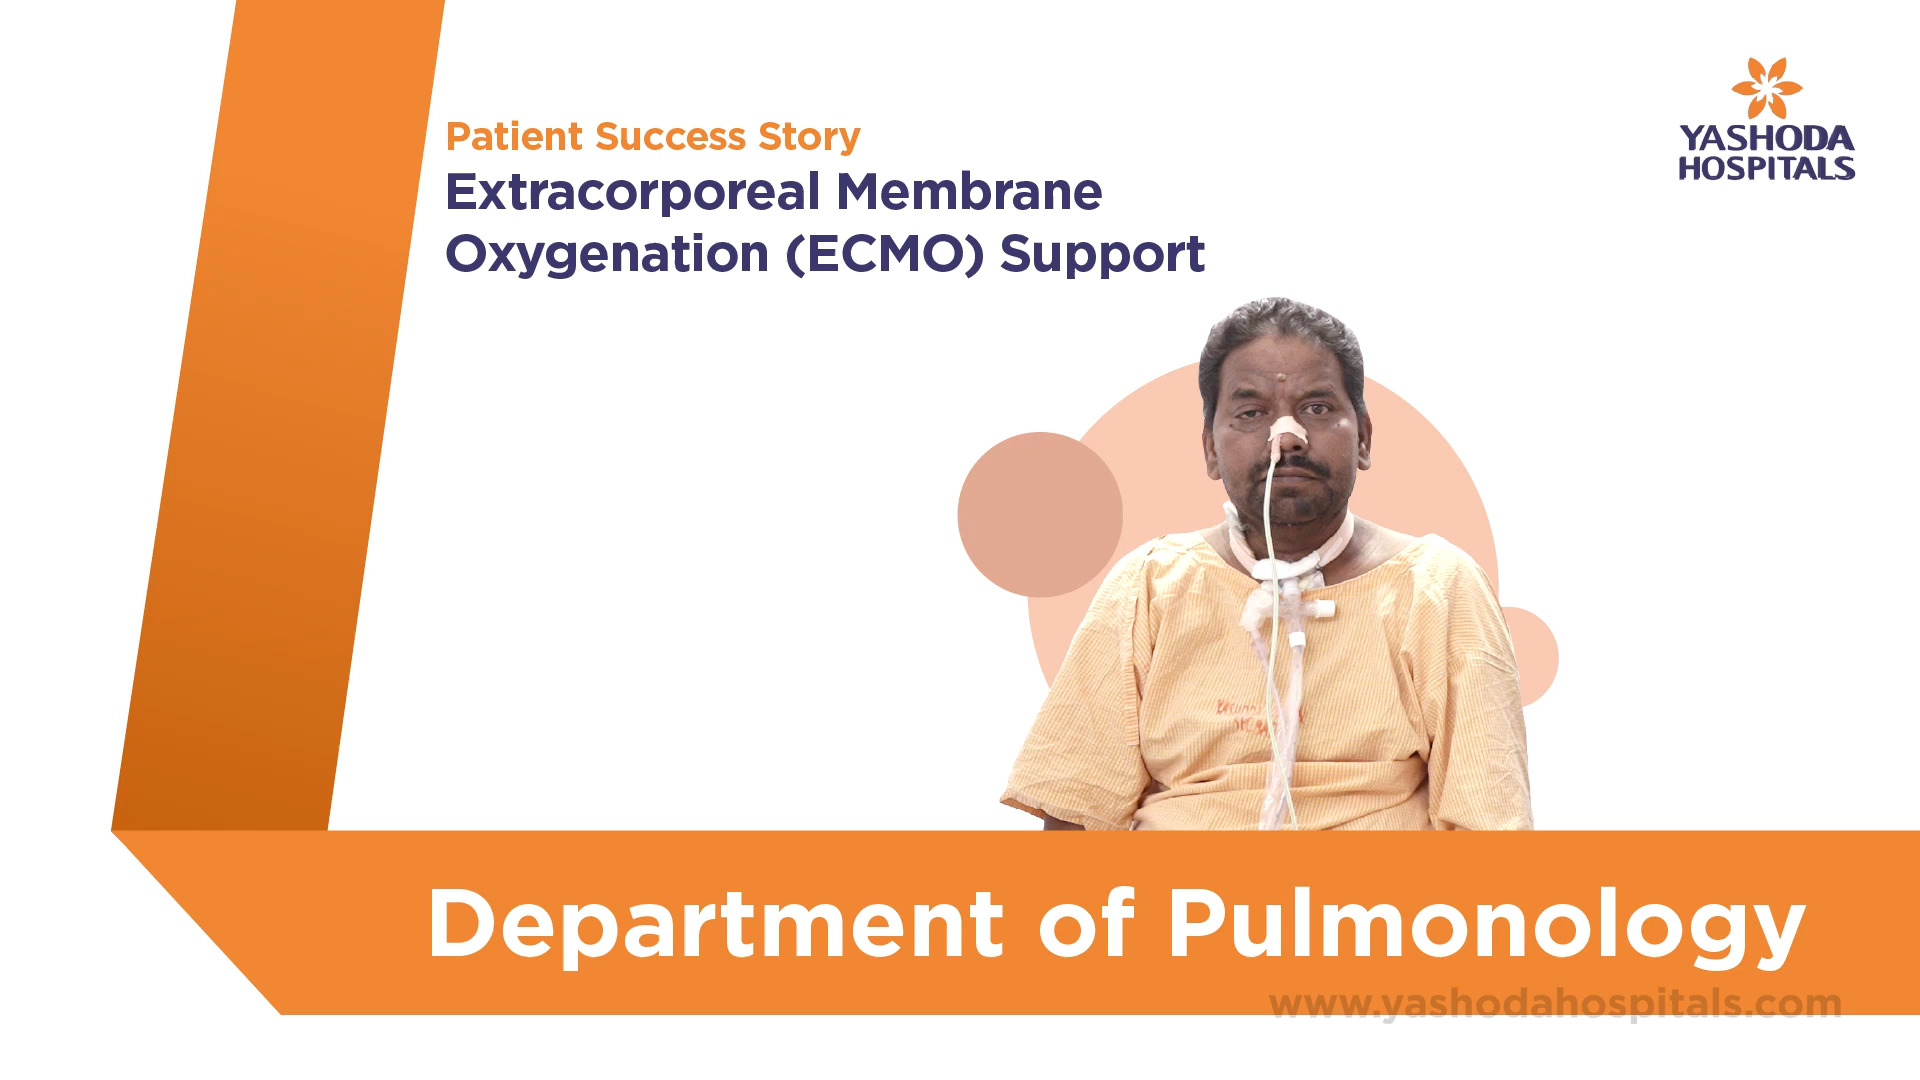 Patient Success Story
Extracorporeal Membrane
Oxygenation (ECMO) Support
YASHODA
HOSPITALS
Department of Pulmonology
www.yashodahospitals.com